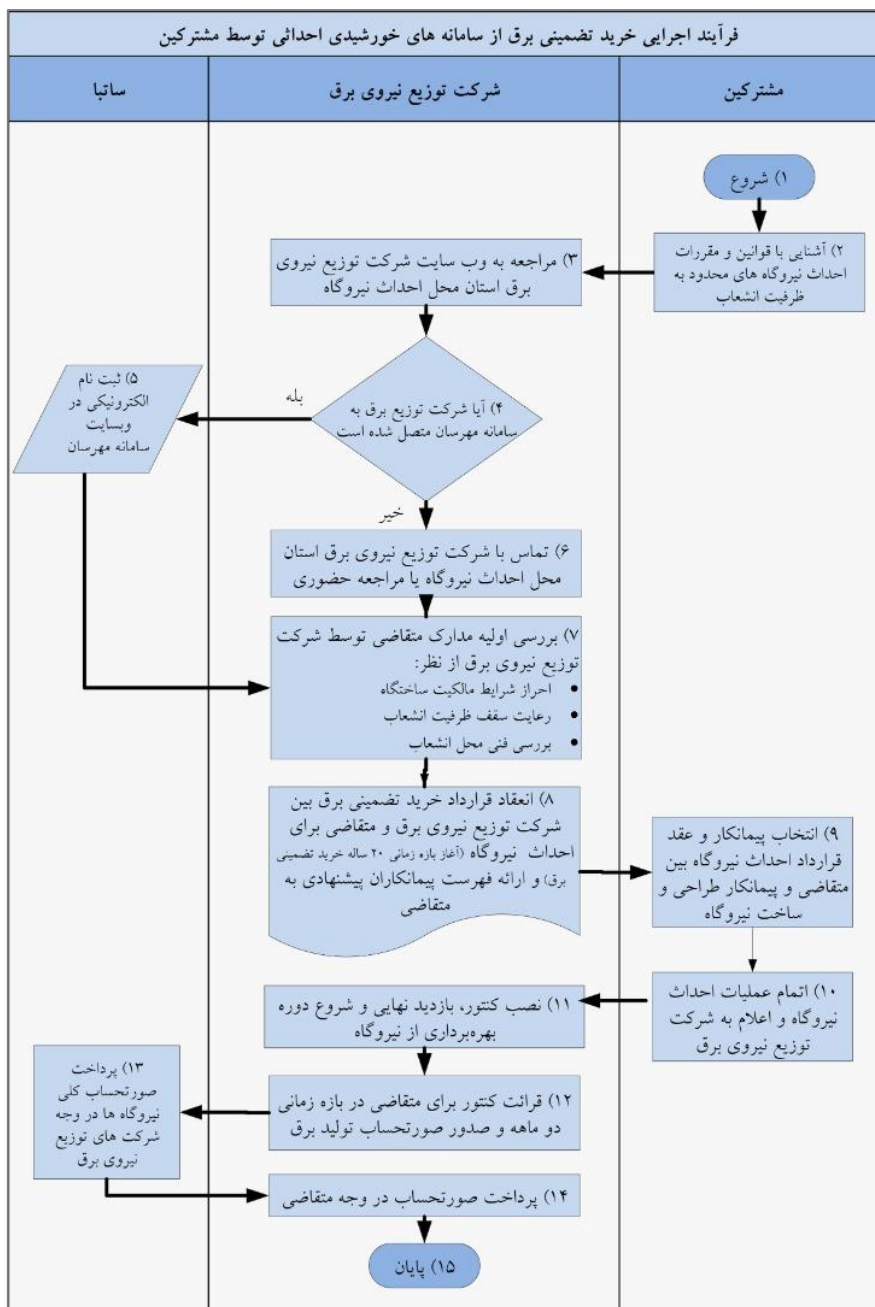 فرآیند اجرایی خرید تضمینی برق از سامانه های خورشیدی احداثی توسط مشترکین
مشترکین
شرکت توزیع نیروی برق
ساتبا
۱) شروع
۲) آشنایی با قوانین و مقررات
احداث نیروگاه های محدود به
ظرفیت انشعاب
۳) مراجعه به وب سایت شرکت توزیع نیروی
برق استان محل احداث نیروگاه
۴) آیا شرکت توزیع برق به
سامانه مهرسان متصل شده است
بله
۵) ثبت نام
الکترونیکی در
وبسایت
سامانه مهرسان
خیر
۶) تماس با شرکت توزیع نیروی برق استان
محل احداث نیروگاه یا مراجعه حضوری
۷) بررسی اولیه مدارک متقاضی توسط شرکت
توزیع نیروی برق از نظر:
• احراز شرایط مالکیت ساختگاه
• رعایت سقف ظرفیت انشعاب
• بررسی فنی محل انشعاب
۸) انعقاد قرارداد خرید تضمینی برق بین
شرکت توزیع نیروی برق و متقاضی برای
احداث نیروگاه (آغاز بازه زمانی ۲۰ ساله خرید تضمینی
برق) و ارائه فهرست پیمانکاران پیشنهادی به
متقاضی
۹) انتخاب پیمانکار و عقد
قرارداد احداث نیروگاه بین
متقاضی و پیمانکار طراحی و
ساخت نیروگاه
۱۰) اتمام عملیات احداث
نیروگاه و اعلام به شرکت
توزیع نیروی برق
۱۱) نصب کنتور، بازدید نهایی و شروع دوره
بهره‌برداری از نیروگاه
۱۲) قرائت کنتور برای متقاضی در بازه زمانی
دو ماهه و صدور صورتحساب تولید برق
۱۳) پرداخت
صورتحساب کلی
نیروگاه ها در وجه
شرکت های توزیع
نیروی برق
۱۴) پرداخت صورتحساب در وجه متقاضی
۱۵) پایان